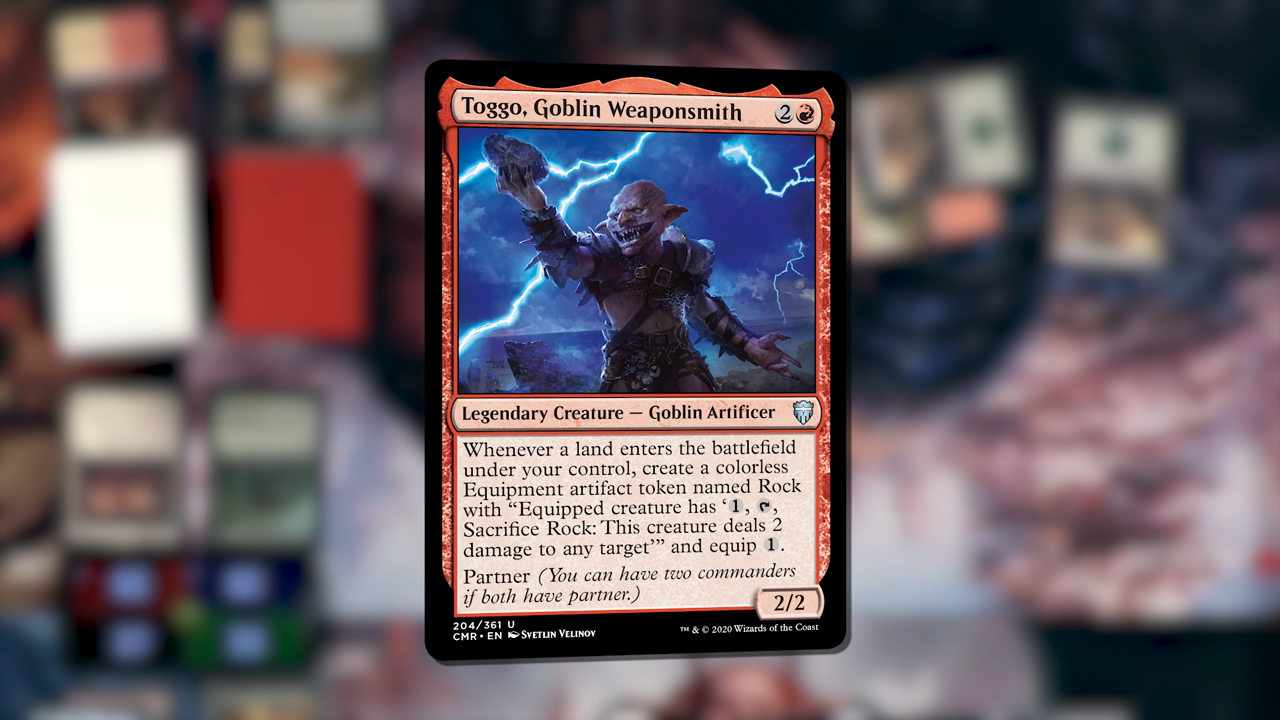 Toggo, Goblin Weaponsmith 2
Legendary Creature — Goblin Artificer
Whenever a land enters the battlefield
under your control, create a colorless
Equipment artifact token named Rock
with “Equipped creature has ‘1, ,
Sacrifice Rock: This creature deals 2
damage to any target’” and equip 1.
Partner (You can have two commanders
if both have partner.)
2/2
204/361 U
CMR • EN Svetlin Velinov
™ & © 2020 Wizards of the Coast